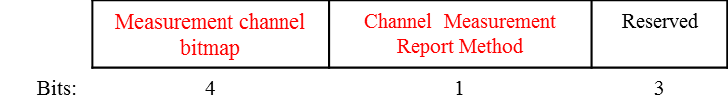 Measurement channel bitmap
Channel Measurement Report Method
Reserved
Bits: 4 1 3